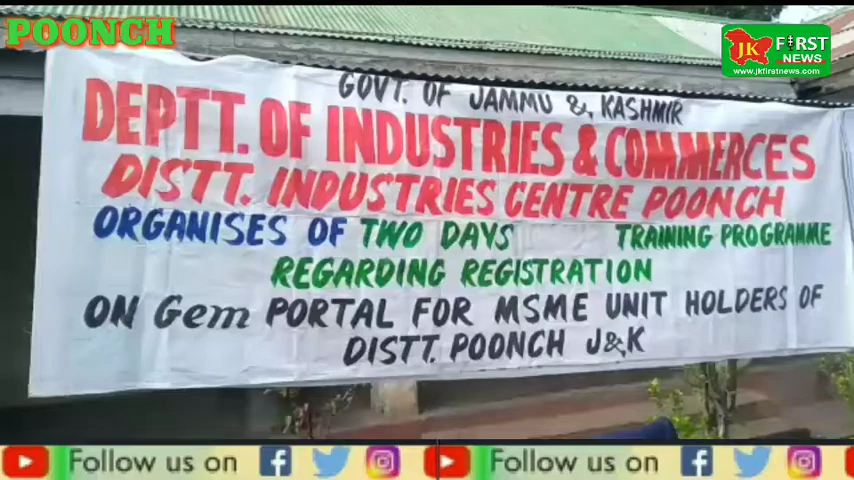 POONCH
JK FIRST
NEWS
www.jkfirstnews.com
GOVT. OF JAMMU & KASHMIR
DEPTT. OF INDUSTRIES & COMMERCES
DISTT. INDUSTRIES CENTRE POONCH
ORGANISES OF TWO DAYS TRAINING PROGRAMME
REGARDING REGISTRATION
ON Gem PORTAL FOR MSME UNIT HOLDERS OF
DISTT. POONCH J&K
Follow us on Follow us on